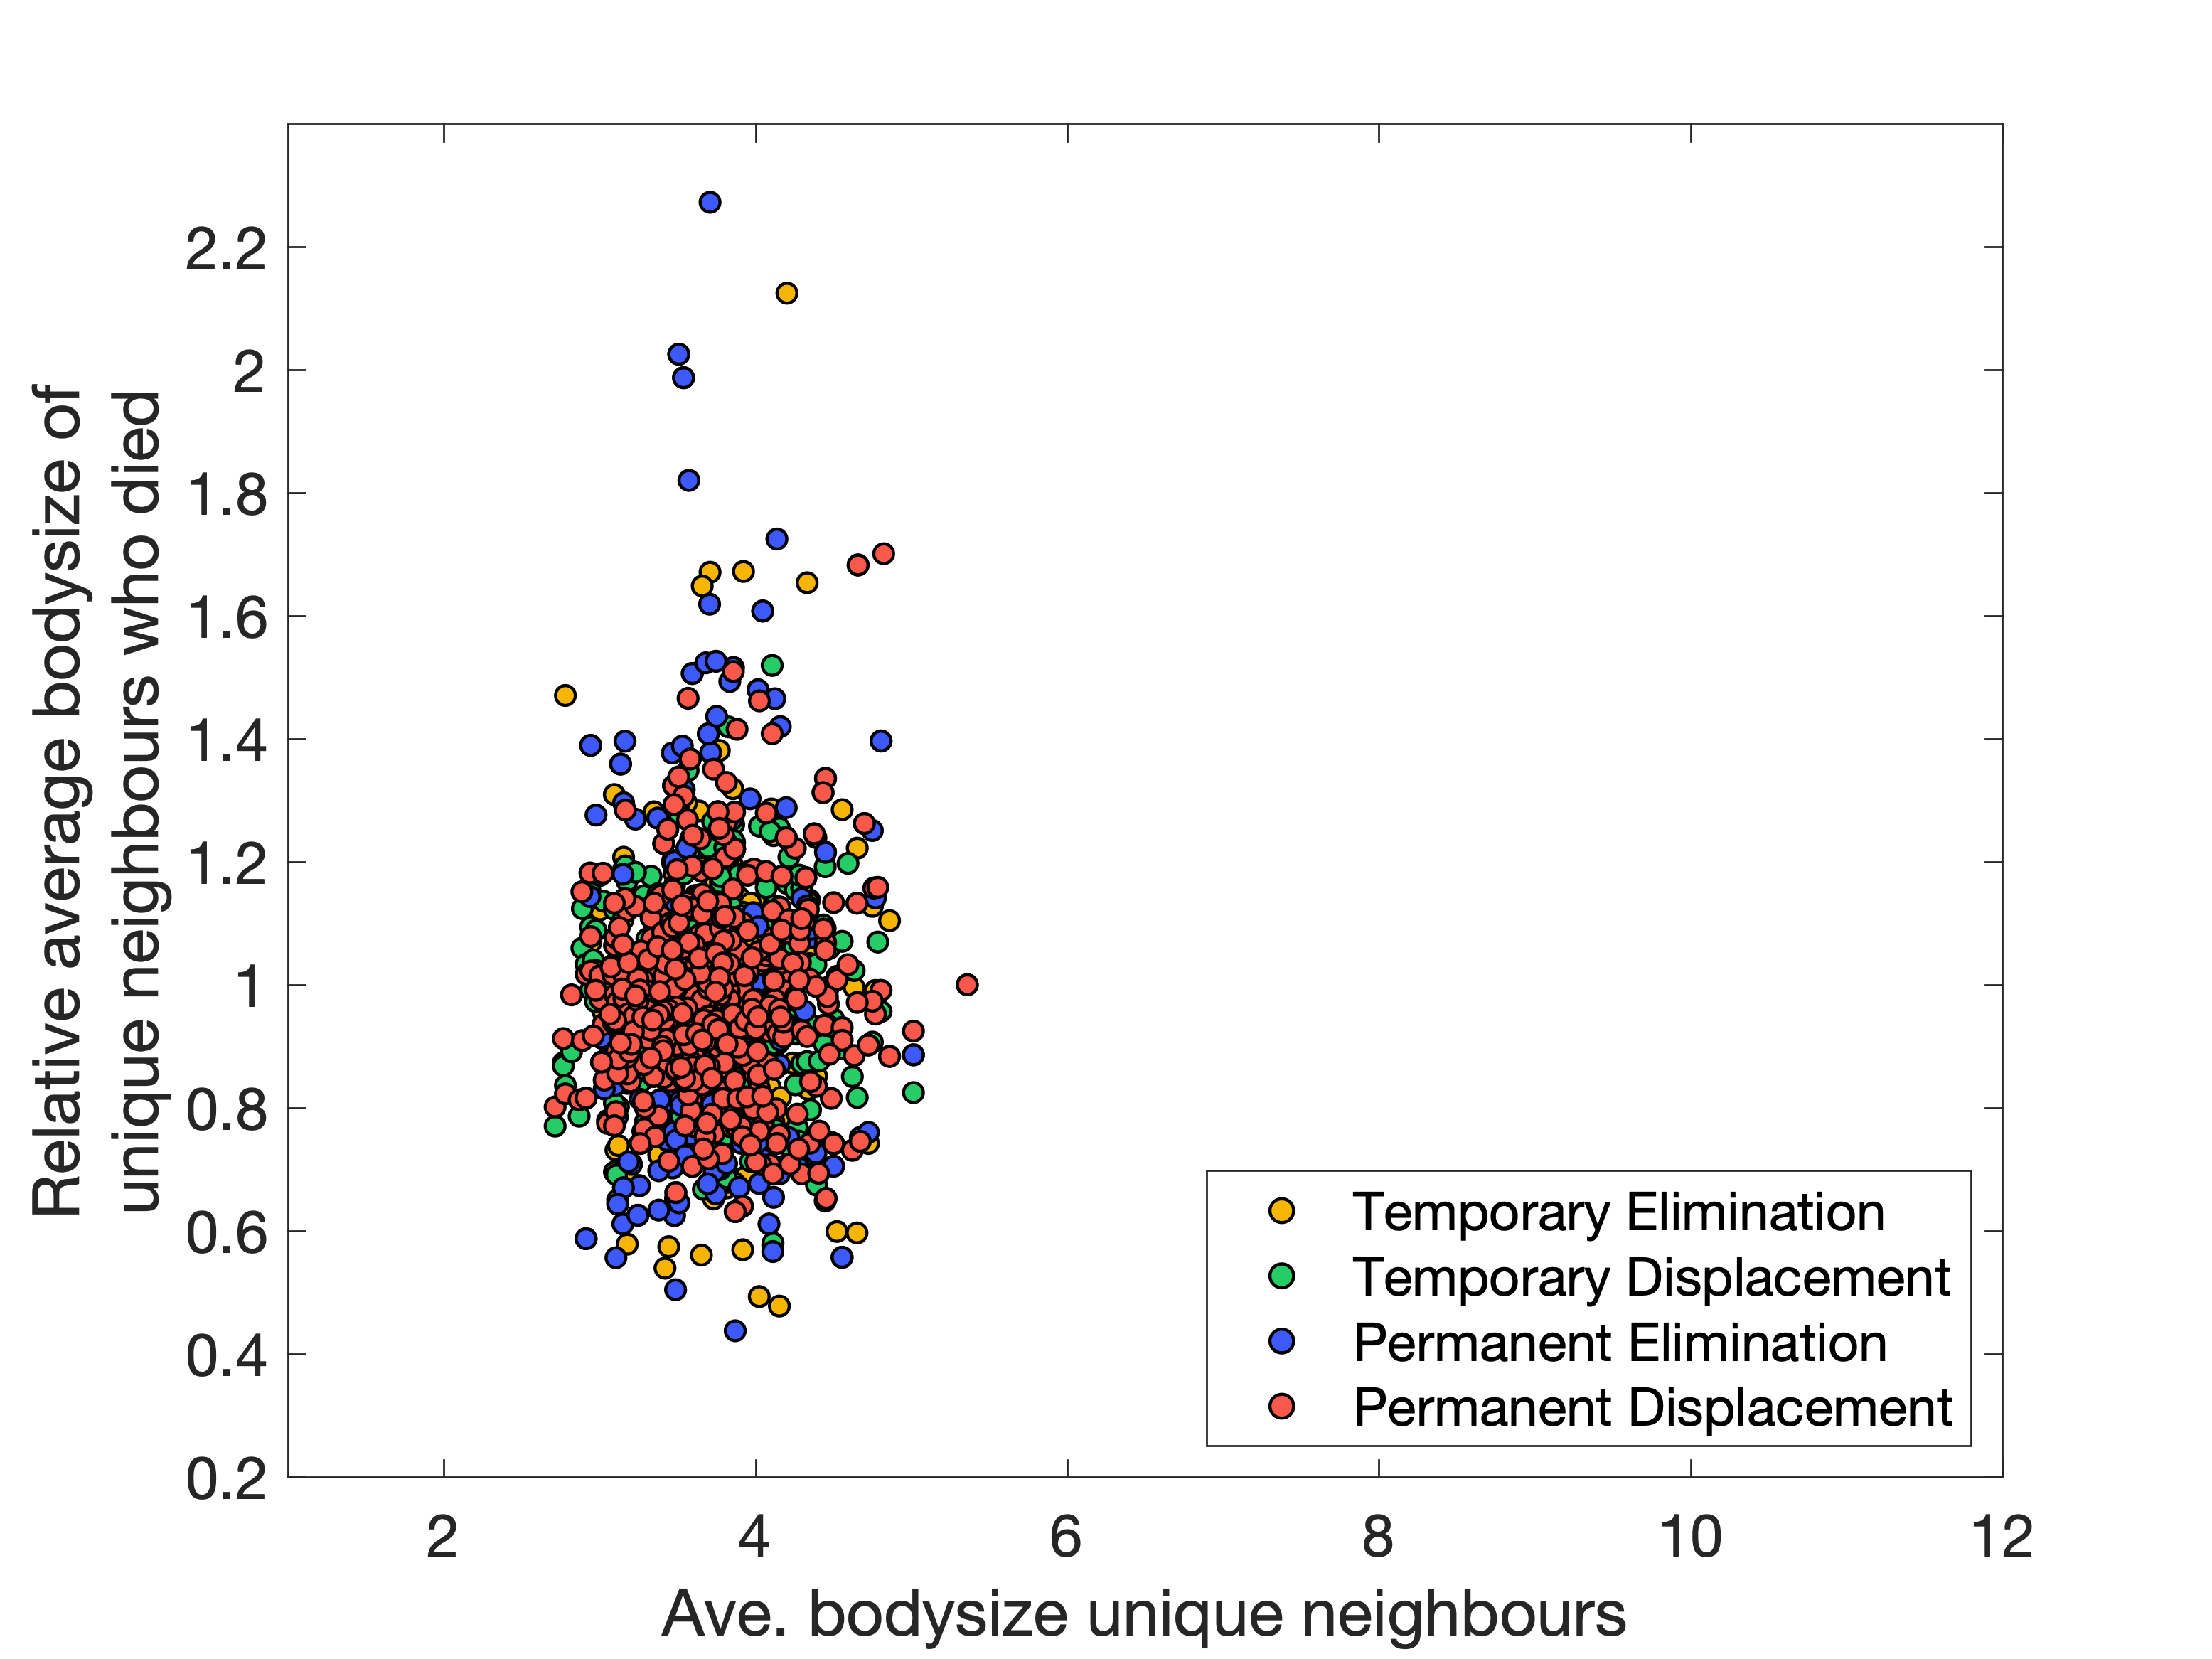 Relative average bodysize of
unique neighbours who died
2.2
2
1.8
1.6
1.4
1.2
1
0.8
0.6
0.4
0.2
2
4
6
8
10
12
Ave. bodysize unique neighbours
Temporary Elimination
Temporary Displacement
Permanent Elimination
Permanent Displacement